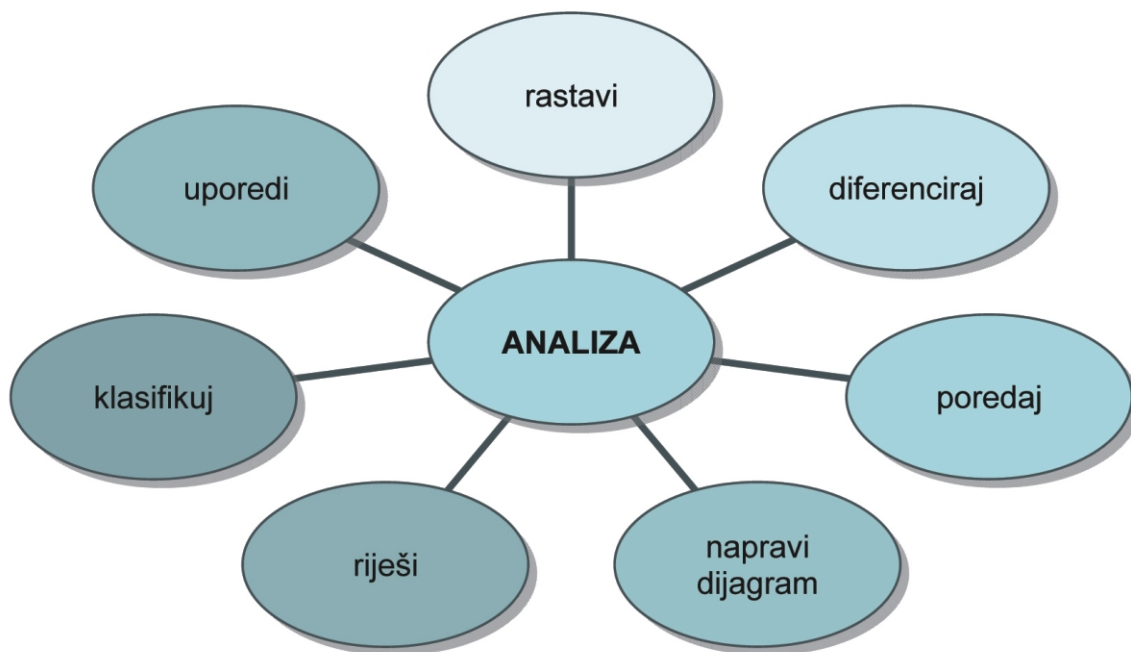 rastavi
uporedi
diferenciraj
ANALIZA
klasifikuj
poredaj
riješi
napravi
dijagram